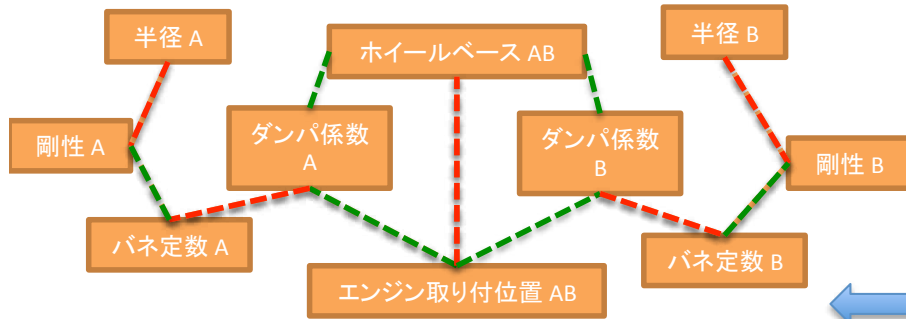 半径 A
ホイールベース AB
半径 B
ダンパ係数
A
ダンパ係数
B
剛性 A
剛性 B
バネ定数 A
バネ定数 B
エンジン取り付位置 AB